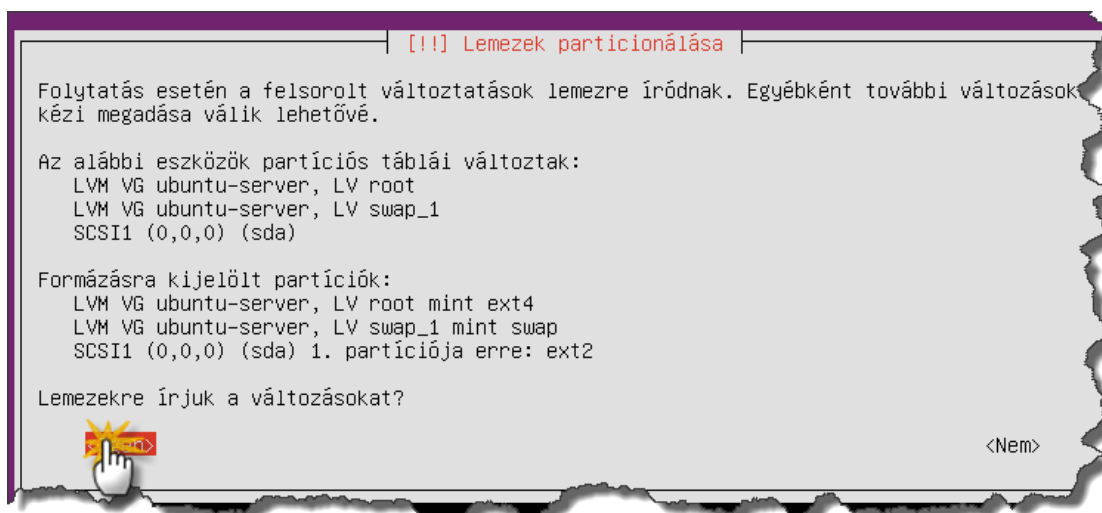 [!!] Lemezek particionálása
Folytatás esetén a felsorolt változtatások lemezre íródnak. Egyébként további változások
kézi megadása válik lehetővé.
Az alábbi eszközök partíciós táblái változtak:
LVM VG ubuntu-server, LV root
LVM VG ubuntu-server, LV swap_1
SCSI1 (0,0,0) (sda)
Formázásra kijelölt partíciók:
LVM VG ubuntu-server, LV root mint ext4
LVM VG ubuntu-server, LV swap_1 mint swap
SCSI1 (0,0,0) (sda) 1. partíciója erre: ext2
Lemezekre írjuk a változásokat?
<Nem>